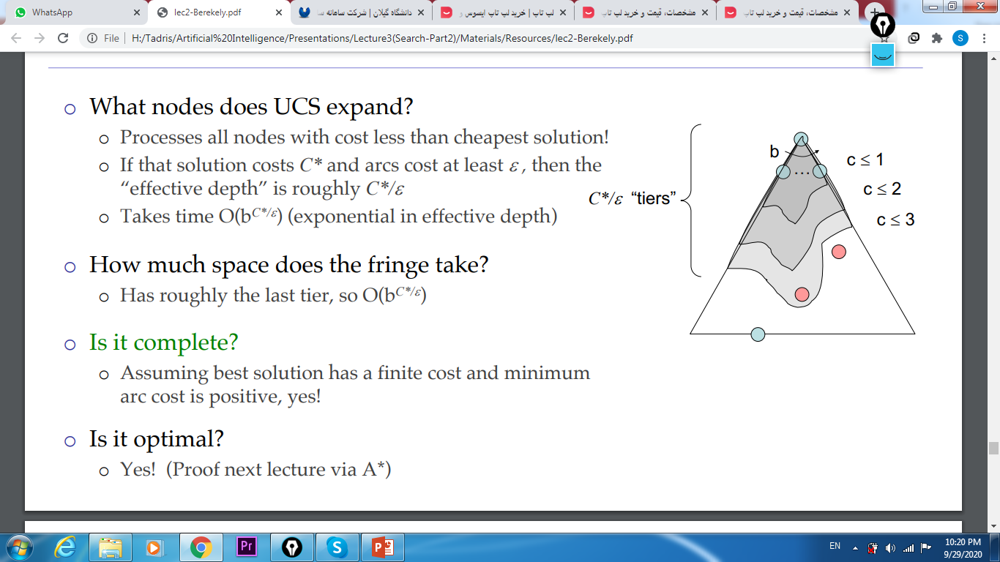 WhatsApp
lec2-Berekely.pdf
دانشگاه گیلان | شرکت سامانه سا
لپ تاپ | خرید لپ تاپ ایسوس و
مشخصات، قیمت و خرید لپ تاپ
مشخصات، قیمت و خرید لپ تاپ
File | H:/Tadris/Artificial%20Intelligence/Presentations/Lecture3(Search-Part2)/Materials/Resources/lec2-Berekely.pdf
S
What nodes does UCS expand?
Processes all nodes with cost less than cheapest solution!
If that solution costs C* and arcs cost at least ε , then the
“effective depth” is roughly C*/ε
Takes time O(b^C*/ε) (exponential in effective depth)
How much space does the fringe take?
Has roughly the last tier, so O(b^C*/ε)
Is it complete?
Assuming best solution has a finite cost and minimum
arc cost is positive, yes!
Is it optimal?
Yes! (Proof next lecture via A*)
b
…
c ≤ 1
c ≤ 2
c ≤ 3
C*/ε “tiers”
Pr
S
P
EN
10:20 PM
9/29/2020